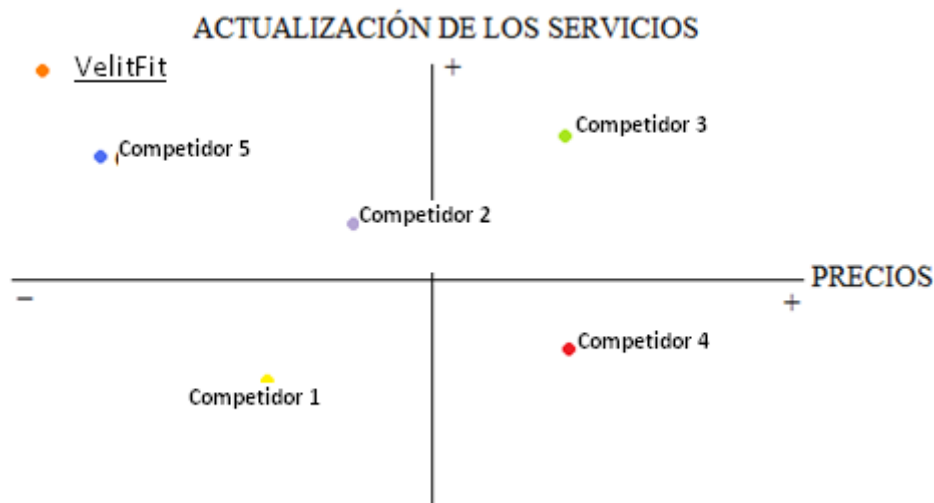 ACTUALIZACIÓN DE LOS SERVICIOS
VelitFit
+
Competidor 3
Competidor 5
Competidor 2
PRECIOS
−
+
Competidor 4
Competidor 1